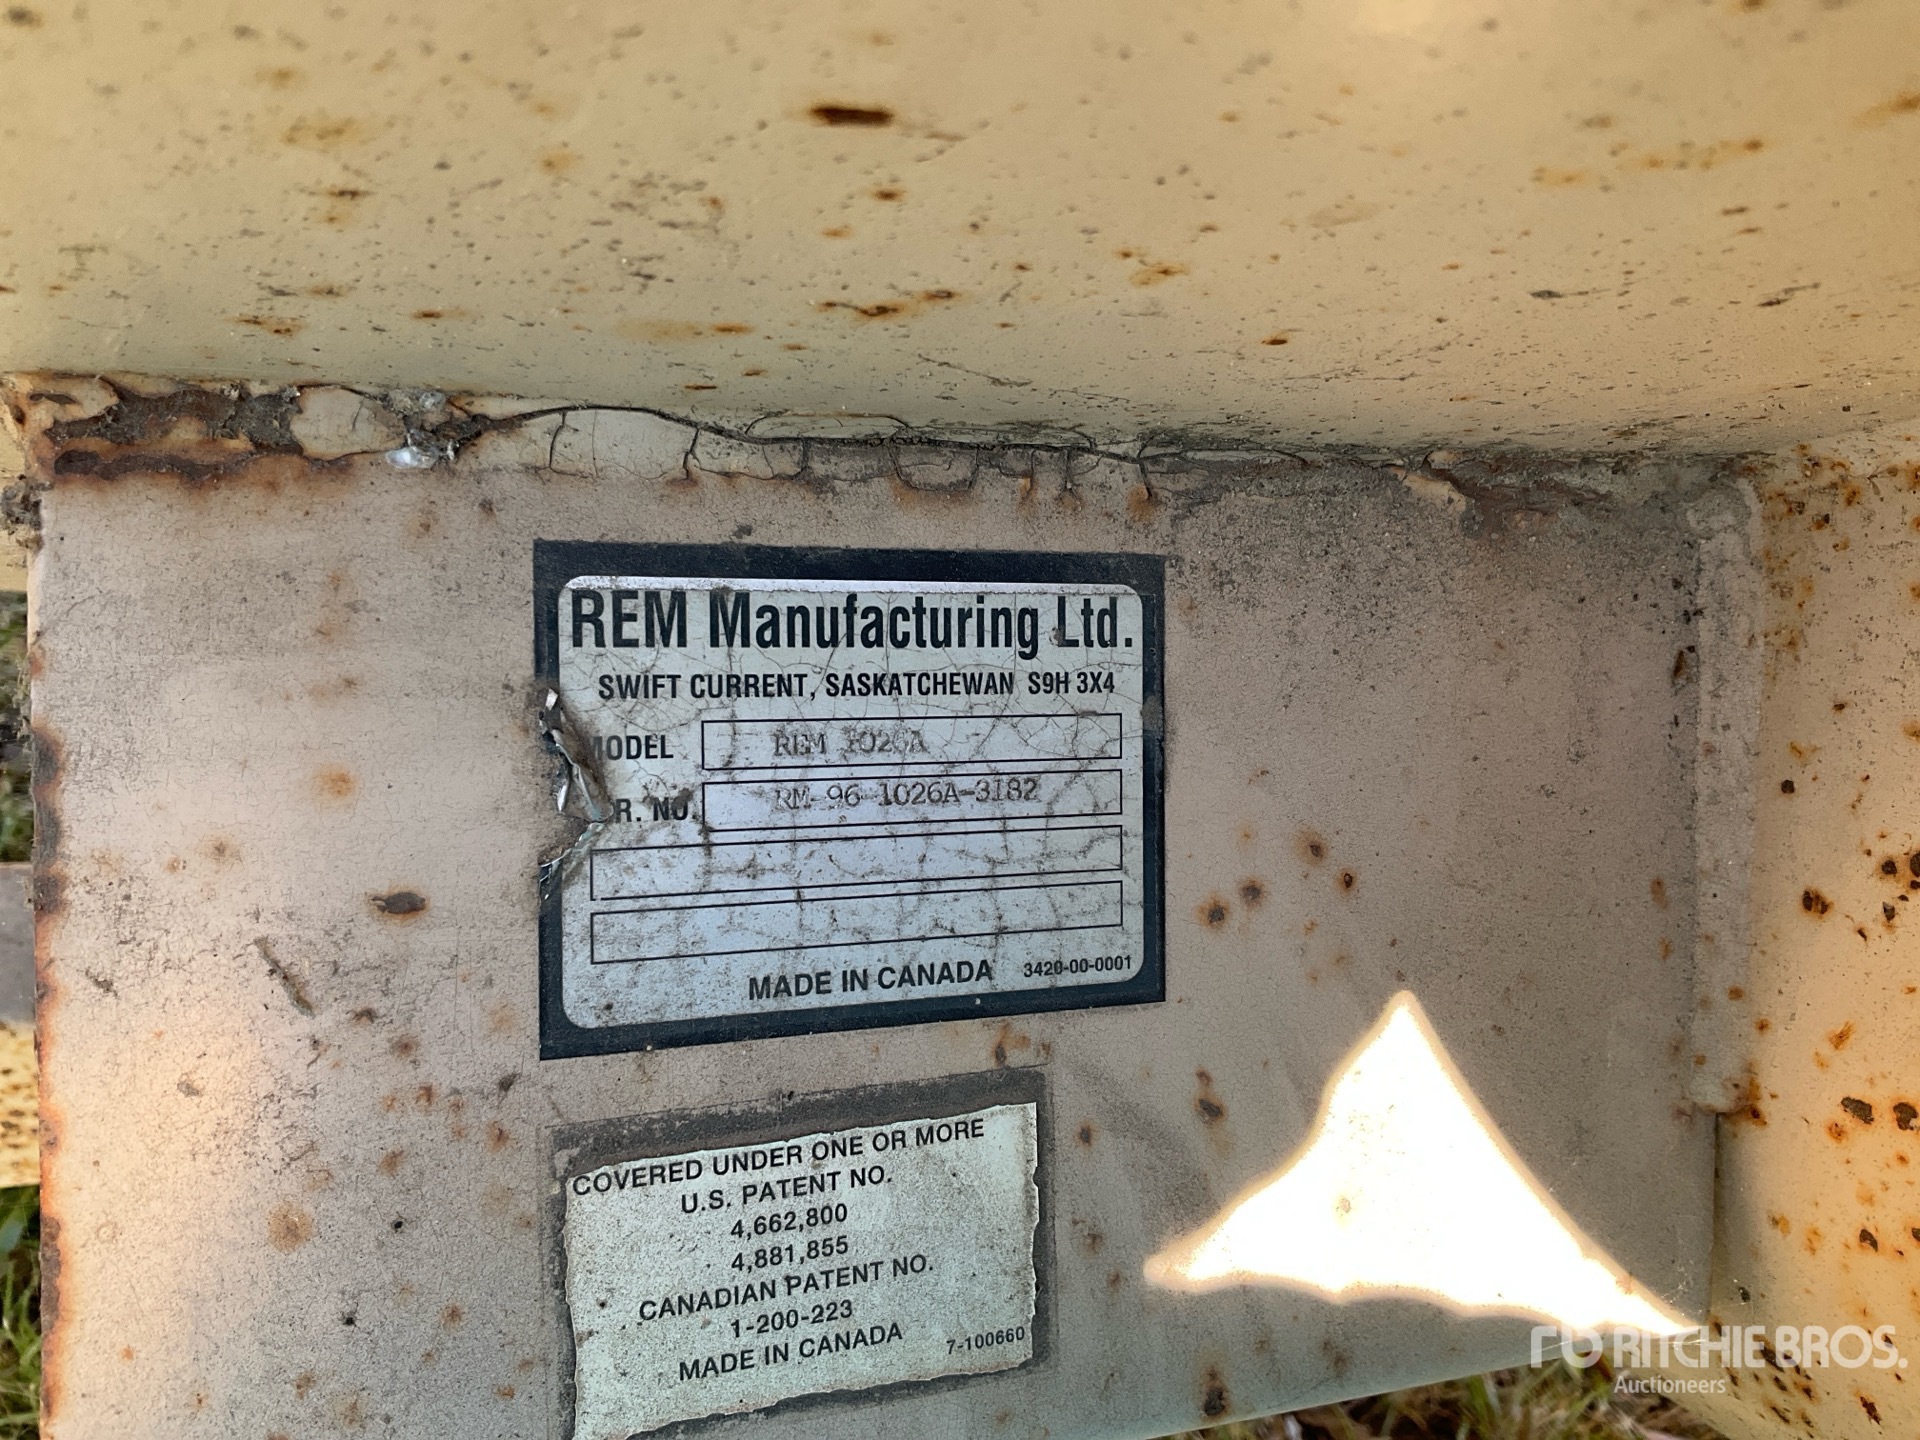 REM Manufacturing Ltd.
SWIFT CURRENT, SASKATCHEWAN S9H 3X4
MODEL REM 1026A
R. NO. RM-96-1026A-3182
MADE IN CANADA 3420-00-0001
COVERED UNDER ONE OR MORE
U.S. PATENT NO.
4,662,800
4,881,855
CANADIAN PATENT NO.
1-200-223
MADE IN CANADA 7-100660
RITCHIE BROS.
Auctioneers